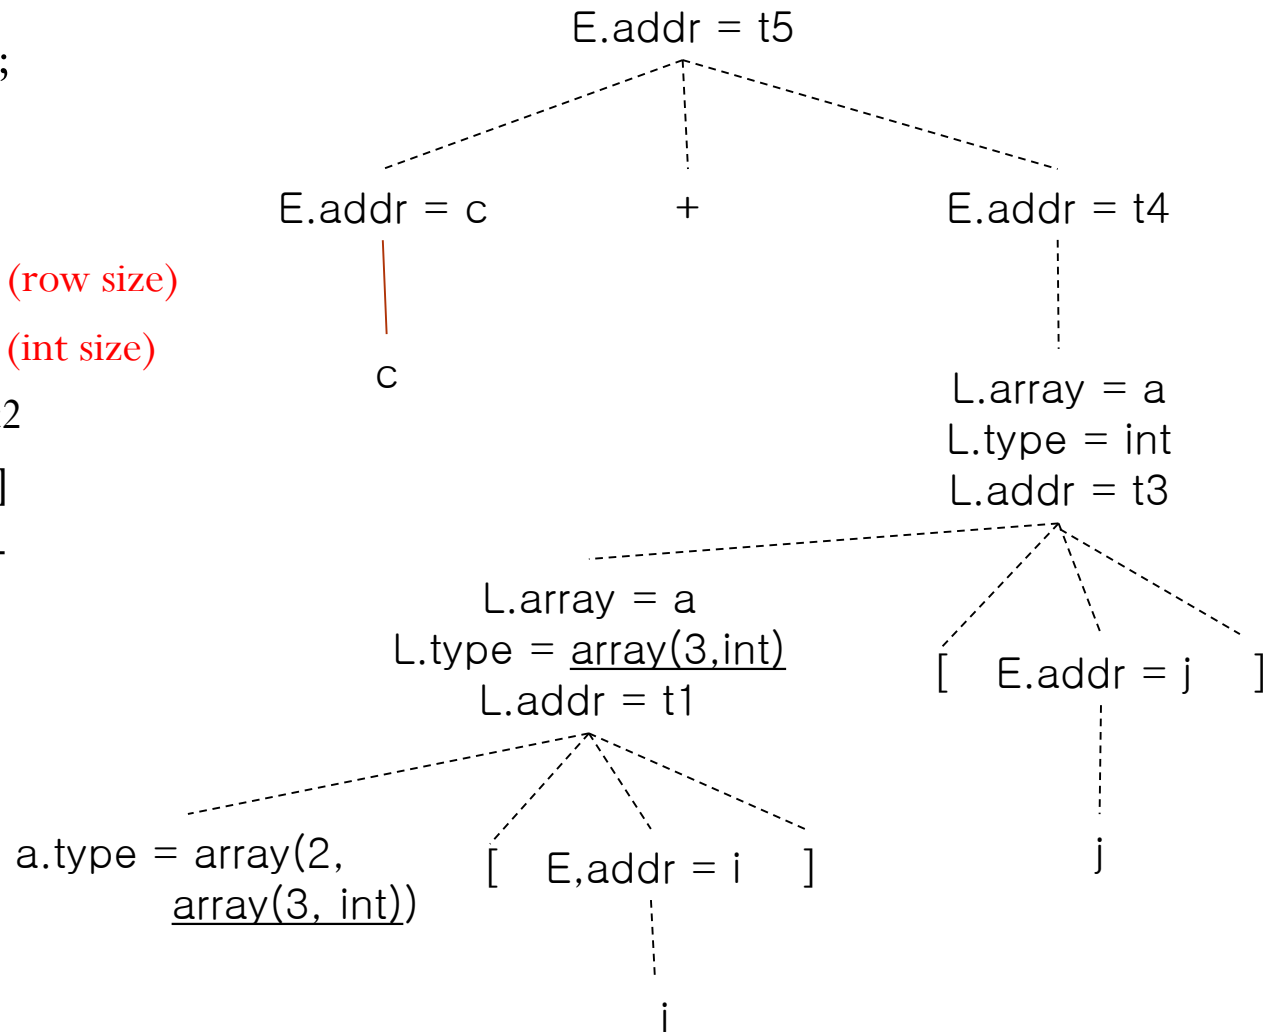 E.addr = t5
;
E.addr = c
+
E.addr = t4
(row size)
(int size)
c
2
]
L.array = a
L.type = int
L.addr = t3
L.array = a
L.type = array(3,int)
L.addr = t1
[ E.addr = j ]
a.type = array(2,
array(3, int))
[ E,addr = i ]
j
i